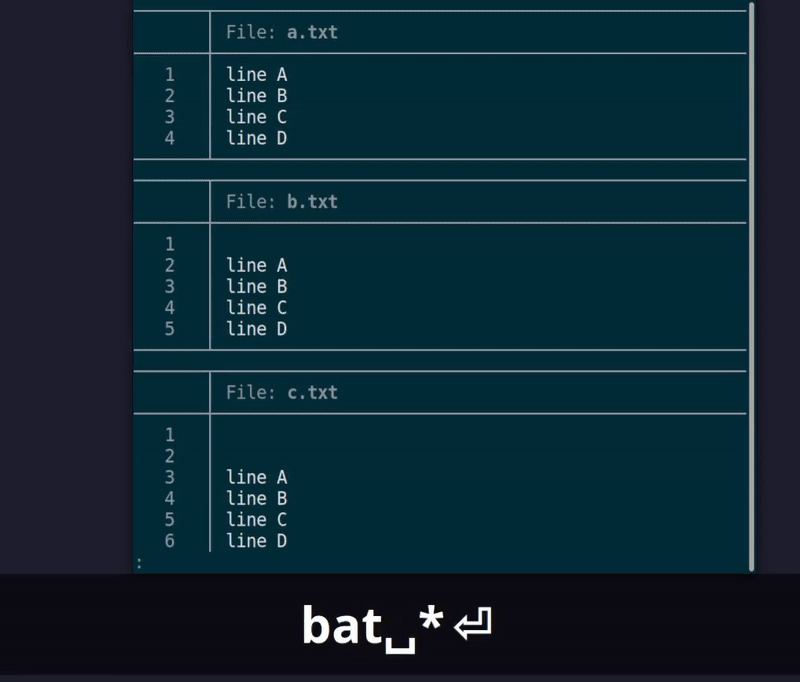 File: a.txt
1 line A
2 line B
3 line C
4 line D
File: b.txt
1
2 line A
3 line B
4 line C
5 line D
File: c.txt
1
2
3 line A
4 line B
5 line C
6 line D
:
bat␣*⏎